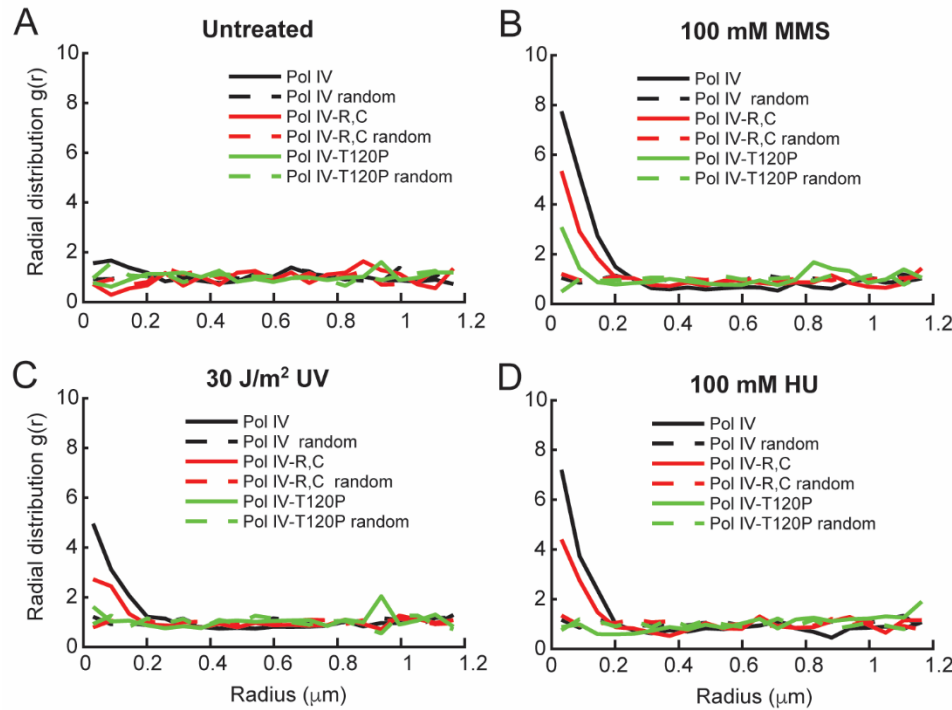 A
Untreated
10
8
6
4
2
0
Radial distribution g(r)
Pol IV
Pol IV random
Pol IV-R,C
Pol IV-R,C random
Pol IV-T120P
Pol IV-T120P random
0 0.2 0.4 0.6 0.8 1 1.2
B
100 mM MMS
10
8
6
4
2
0
Pol IV
Pol IV random
Pol IV-R,C
Pol IV-R,C random
Pol IV-T120P
Pol IV-T120P random
0 0.2 0.4 0.6 0.8 1 1.2
C
30 J/m² UV
10
8
6
4
2
0
Radial distribution g(r)
Pol IV
Pol IV random
Pol IV-R,C
Pol IV-R,C random
Pol IV-T120P
Pol IV-T120P random
0 0.2 0.4 0.6 0.8 1 1.2
Radius (μm)
D
100 mM HU
10
8
6
4
2
0
Pol IV
Pol IV random
Pol IV-R,C
Pol IV-R,C random
Pol IV-T120P
Pol IV-T120P random
0 0.2 0.4 0.6 0.8 1 1.2
Radius (μm)